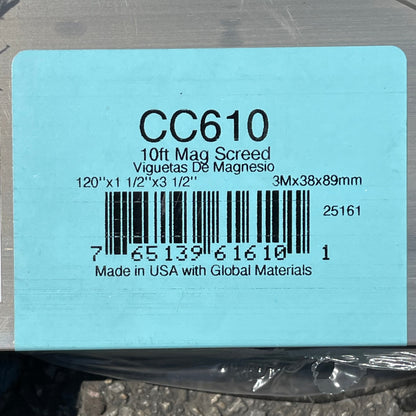 CC610
10ft Mag Screed
Viguetas De Magnesio
120"x1 1/2"x3 1/2" 3Mx38x89mm
25161
7 65139 61610 1
Made in USA with Global Materials